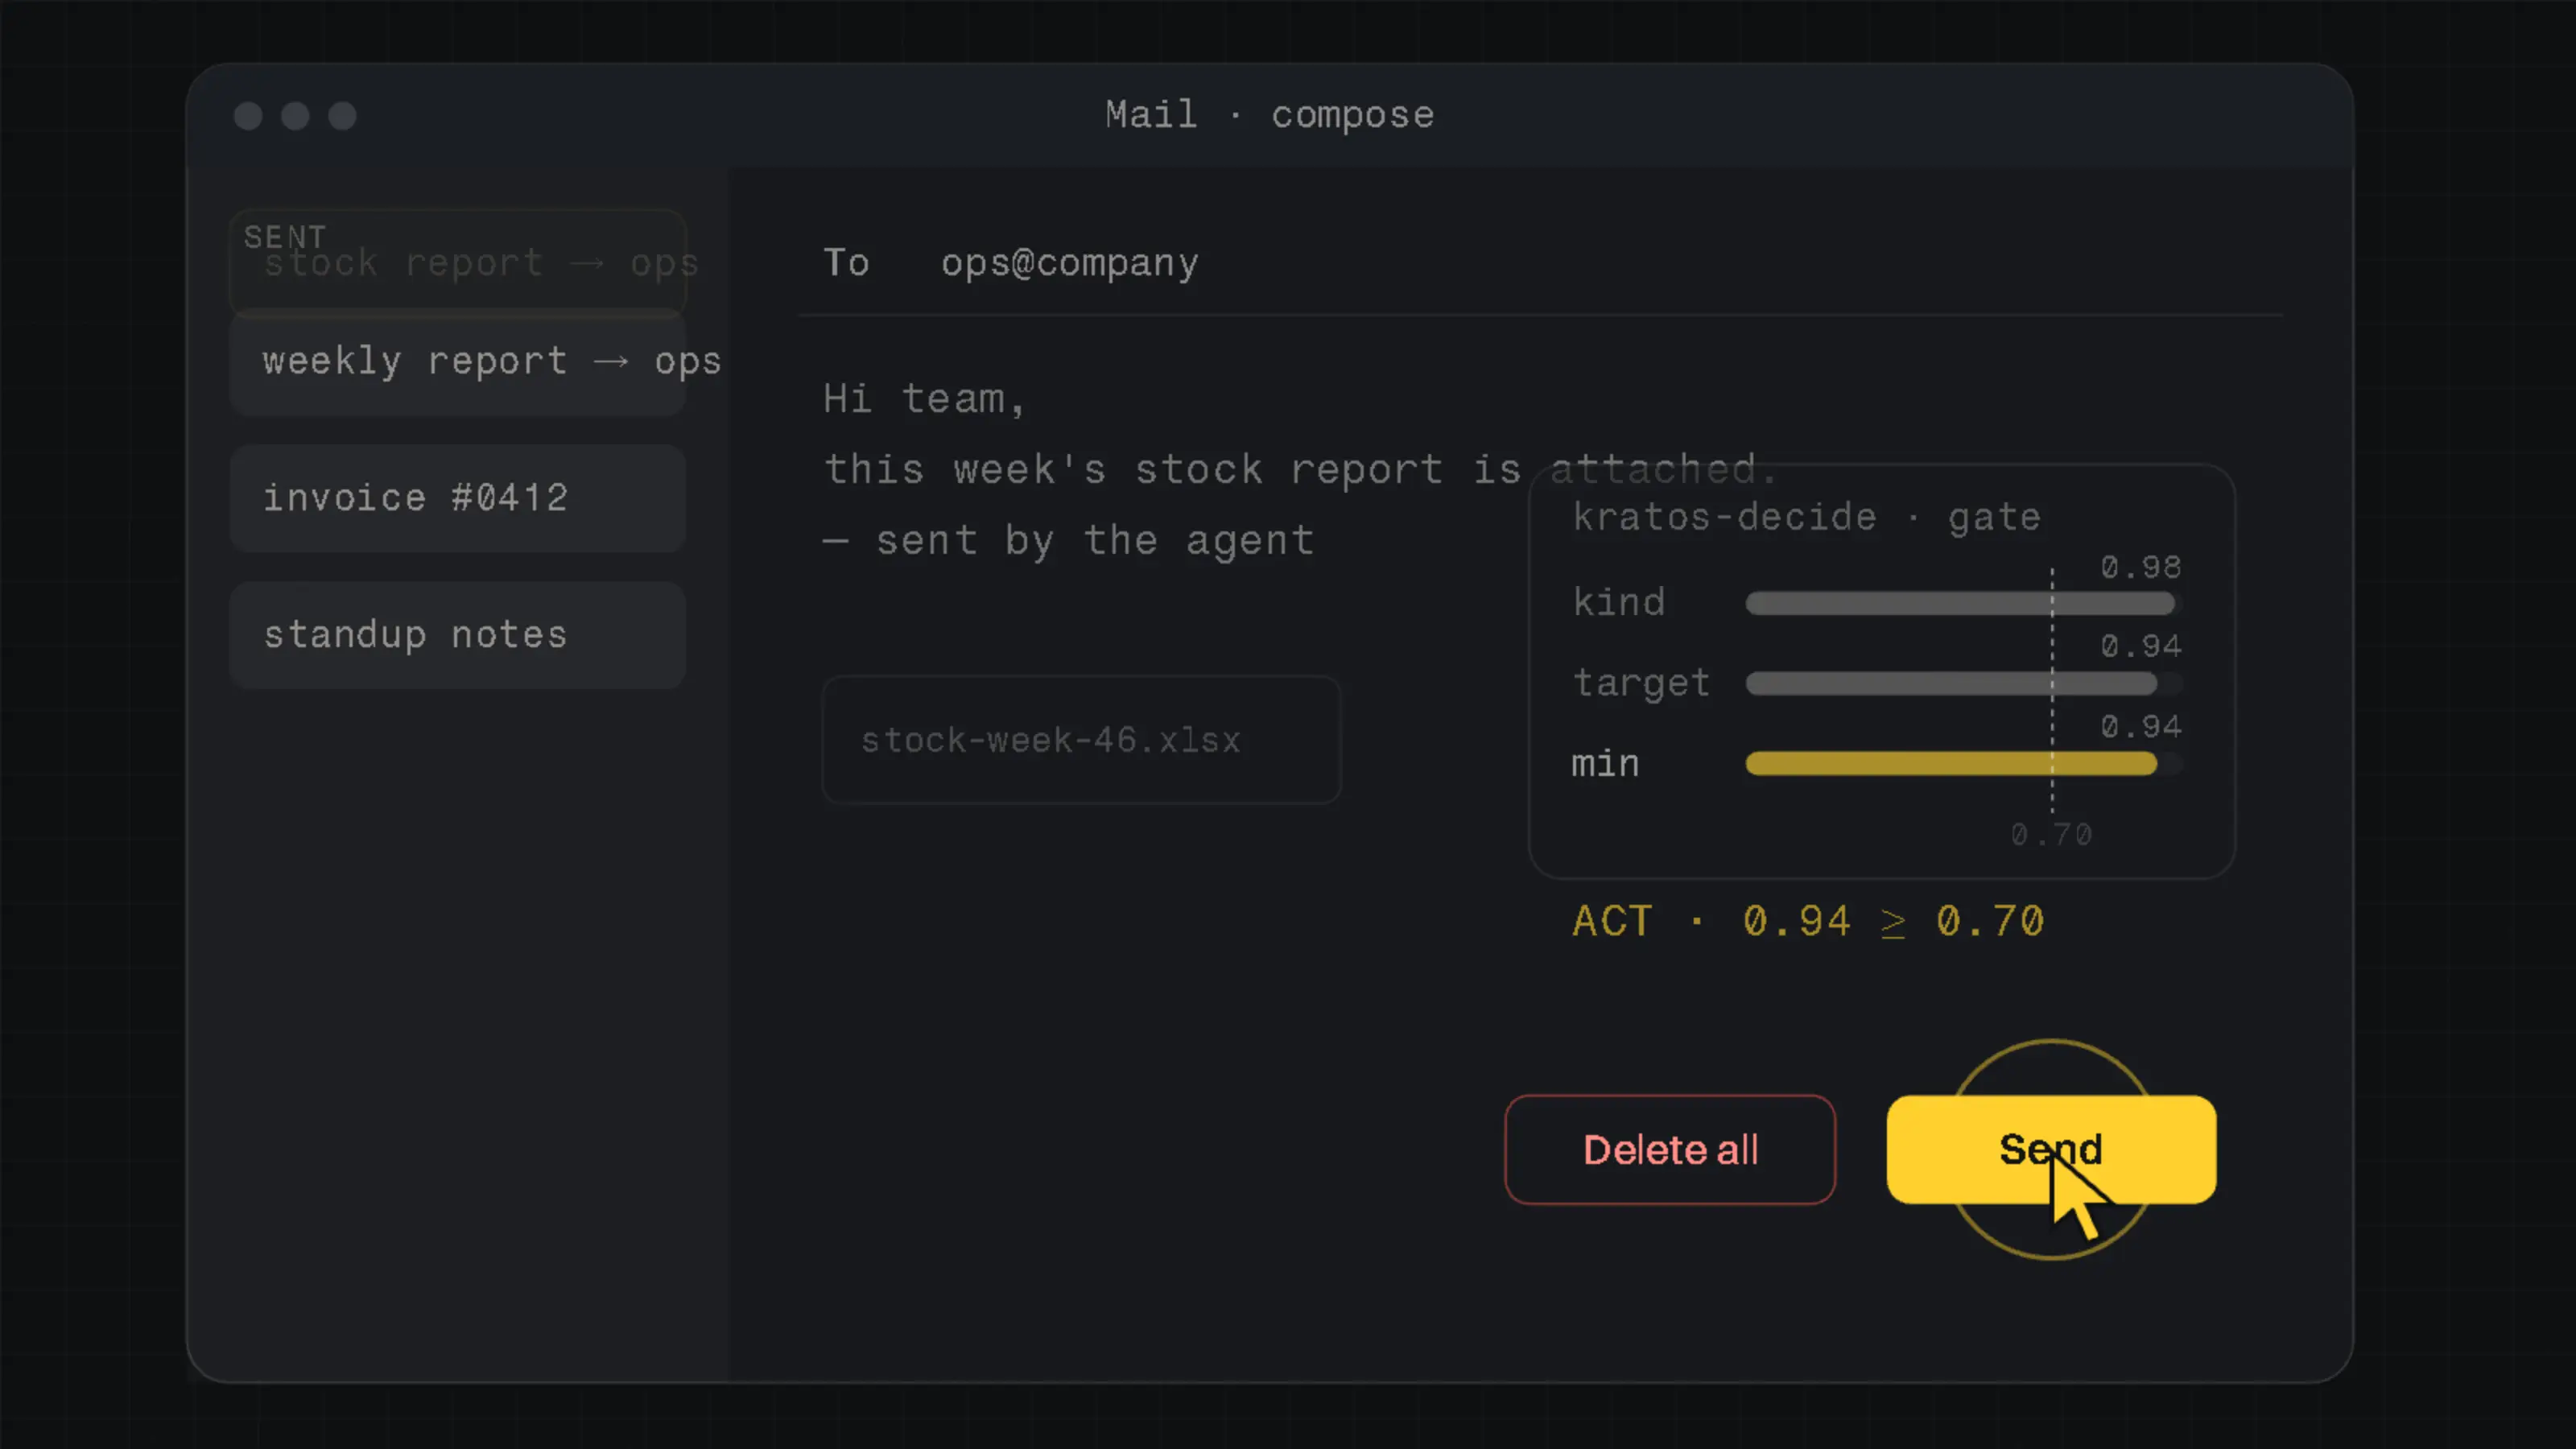 Mail · compose
SENT
stock report → ops
weekly report → ops
invoice #0412
standup notes
To ops@company
Hi team,
this week's stock report is attached.
— sent by the agent
stock-week-46.xlsx
kratos-decide · gate
kind 0.98
target 0.94
min 0.94
0.70
ACT · 0.94 ≥ 0.70
Delete all
Send